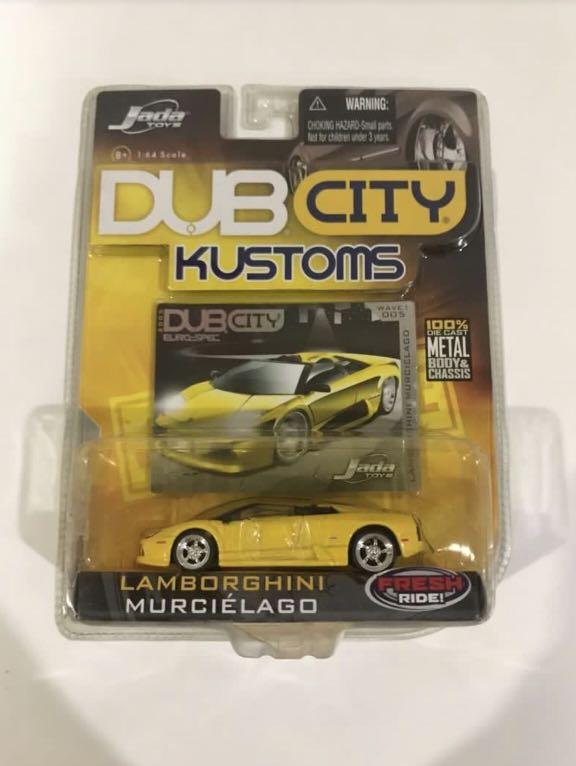 Jada
TOYS
8+ 1:64 Scale
WARNING:
CHOKING HAZARD-Small parts.
Not for children under 3 years.
DUB CITY®
KUSTOMS
2005
DUB CITY
EURO-SPEC
WAVE 1
005
LAMBORGHINI MURCIELAGO
Jada
TOYS
100%
DIE CAST
METAL
BODY &
CHASSIS
LAMBORGHINI
MURCIÉLAGO
FRESH
RIDE!